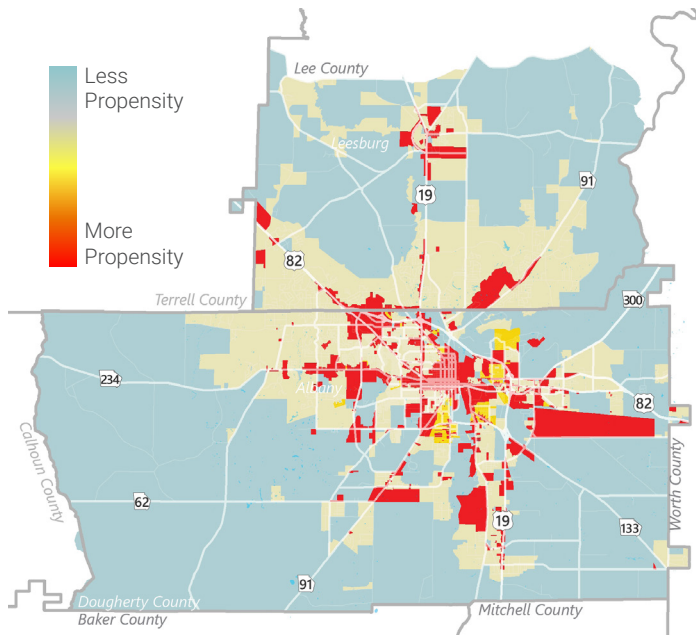 Less
Propensity
More
Propensity
Lee County
Leesburg
19
91
82
Terrell County
300
234
Albany
82
Calhoun County
Worth County
62
19
133
91
Dougherty County
Baker County
Mitchell County